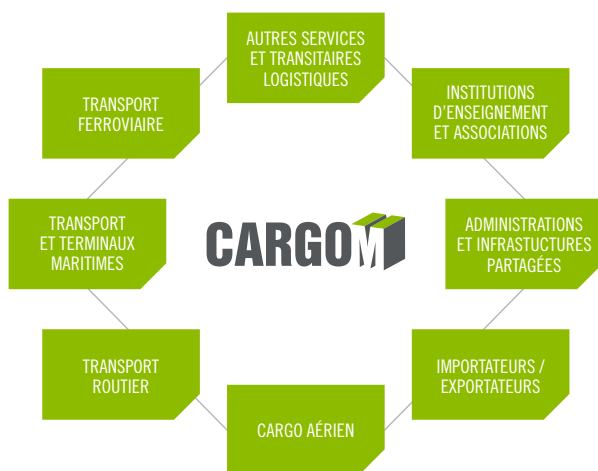 AUTRES SERVICES
ET TRANSITAIRES
LOGISTIQUES
INSTITUTIONS
D'ENSEIGNEMENT
ET ASSOCIATIONS
ADMINISTRATIONS
ET INFRASTUCTURES
PARTAGÉES
IMPORTATEURS /
EXPORTATEURS
CARGO AÉRIEN
TRANSPORT
ROUTIER
TRANSPORT
ET TERMINAUX
MARITIMES
TRANSPORT
FERROVIAIRE
CARGOM